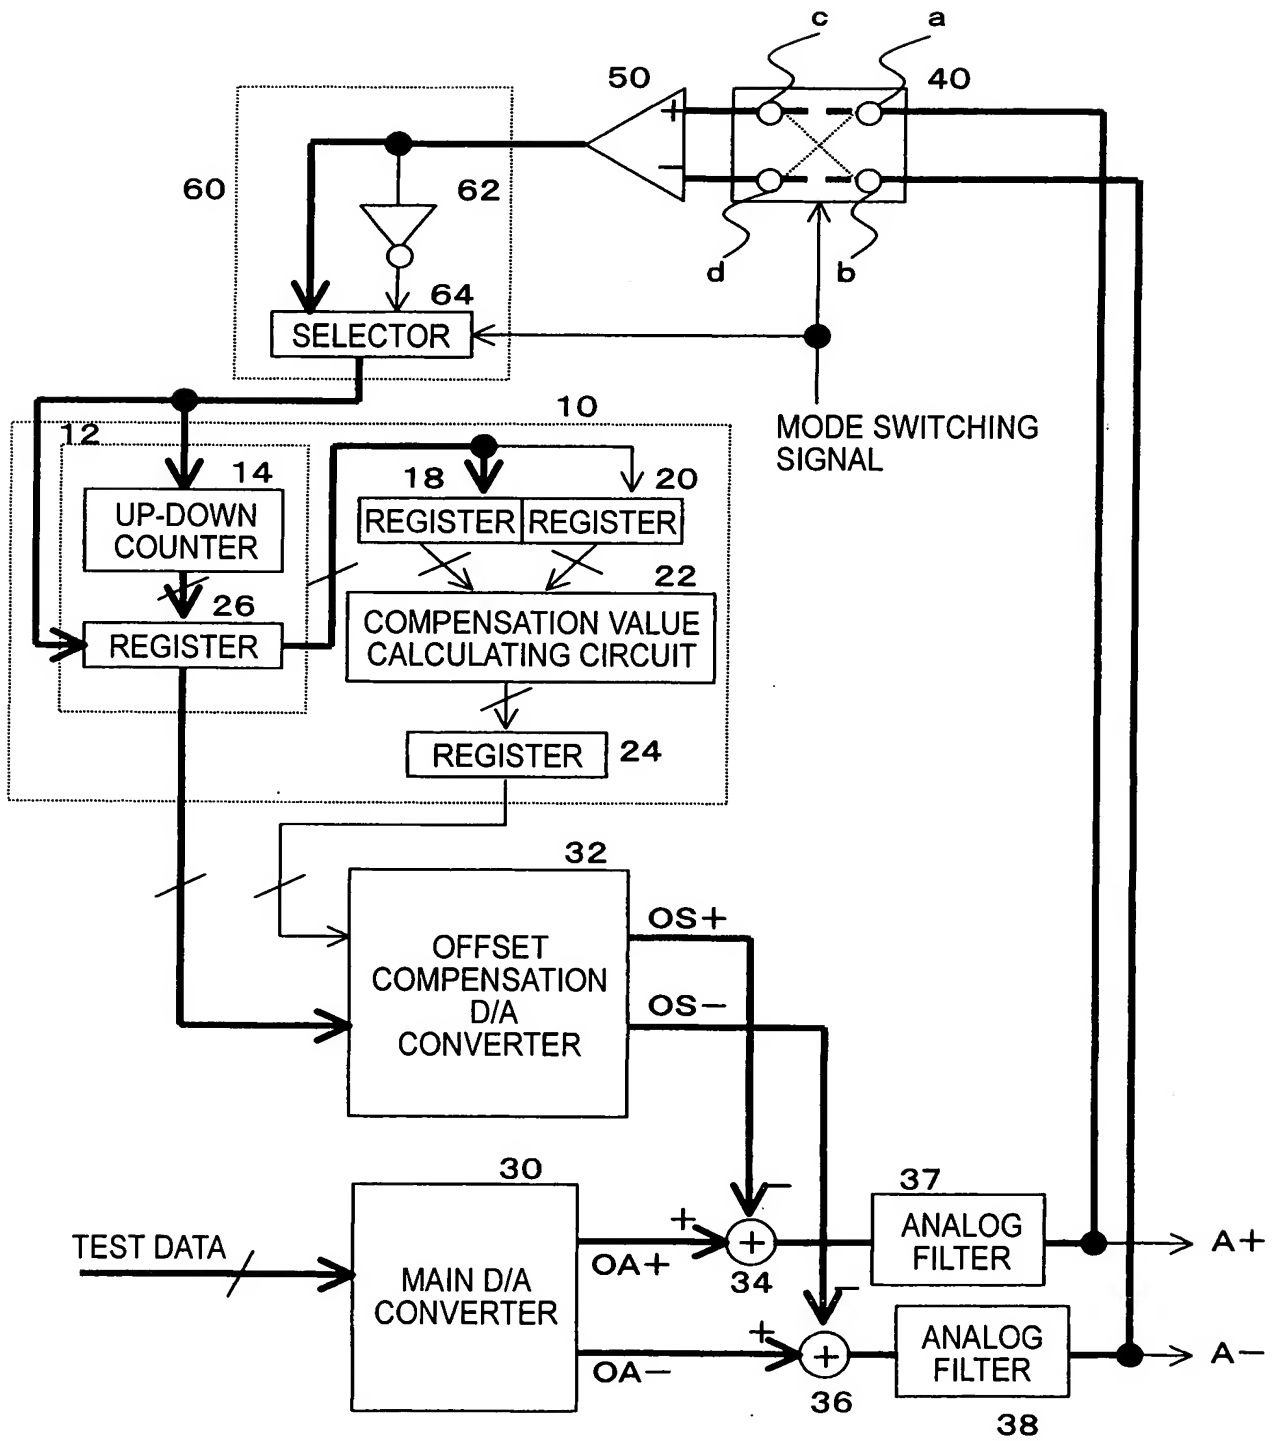 c
a
50
40
60
62
+
−
d
b
64
SELECTOR
10
MODE SWITCHING
SIGNAL
12
14
18
20
UP-DOWN
COUNTER
REGISTER
REGISTER
22
26
REGISTER
COMPENSATION VALUE
CALCULATING CIRCUIT
REGISTER
24
32
OFFSET
COMPENSATION
D/A
CONVERTER
OS+
OS−
30
37
TEST DATA
MAIN D/A
CONVERTER
+
−
OA+
+
34
ANALOG
FILTER
A+
+
−
OA−
+
36
ANALOG
FILTER
A−
38